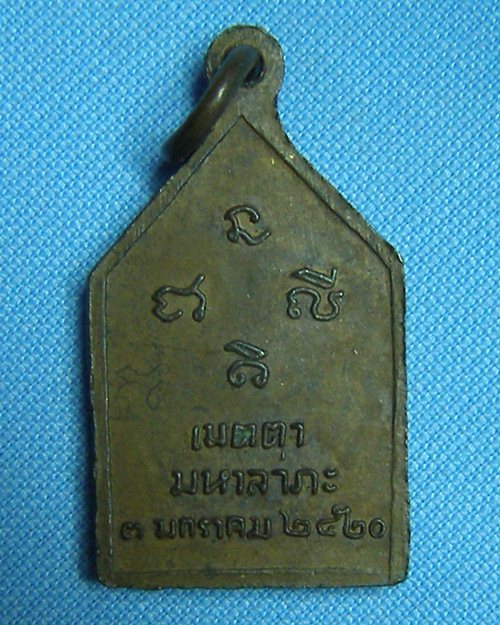 เมตตา
มหาลาภะ
๓ มกราคม ๒๕๒๐